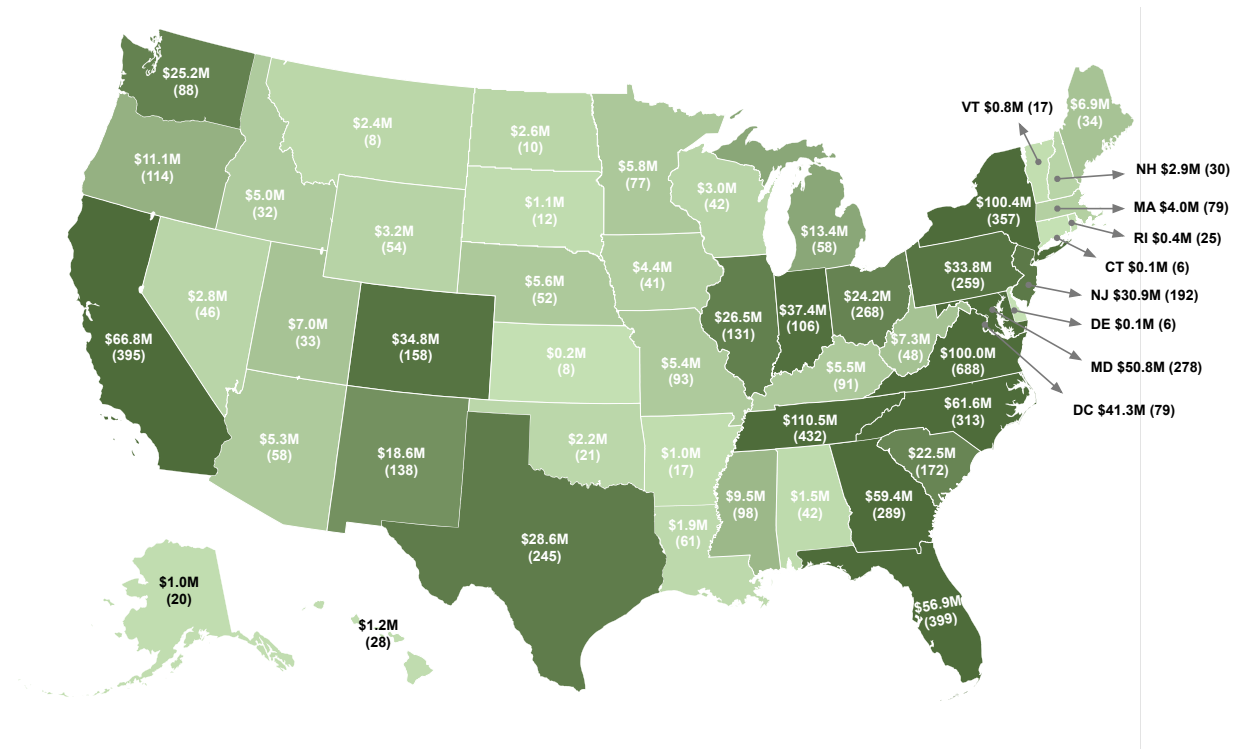 $25.2M
(88)
$11.1M
(114)
$66.8M
(395)
$5.0M
(32)
$2.8M
(46)
$7.0M
(33)
$5.3M
(58)
$2.4M
(8)
$3.2M
(54)
$34.8M
(158)
$18.6M
(138)
$2.6M
(10)
$1.1M
(12)
$5.6M
(52)
$0.2M
(8)
$2.2M
(21)
$28.6M
(245)
$5.8M
(77)
$4.4M
(41)
$5.4M
(93)
$1.0M
(17)
$1.9M
(61)
$3.0M
(42)
$26.5M
(131)
$13.4M
(58)
$37.4M
(106)
$24.2M
(268)
$7.3M
(48)
$5.5M
(91)
$110.5M
(432)
$9.5M
(98)
$1.5M
(42)
$59.4M
(289)
$56.9M
(399)
$22.5M
(172)
$61.6M
(313)
$100.0M
(688)
$33.8M
(259)
$100.4M
(357)
$6.9M
(34)
VT $0.8M (17)
NH $2.9M (30)
MA $4.0M (79)
RI $0.4M (25)
CT $0.1M (6)
NJ $30.9M (192)
DE $0.1M (6)
MD $50.8M (278)
DC $41.3M (79)
$1.0M
(20)
$1.2M
(28)